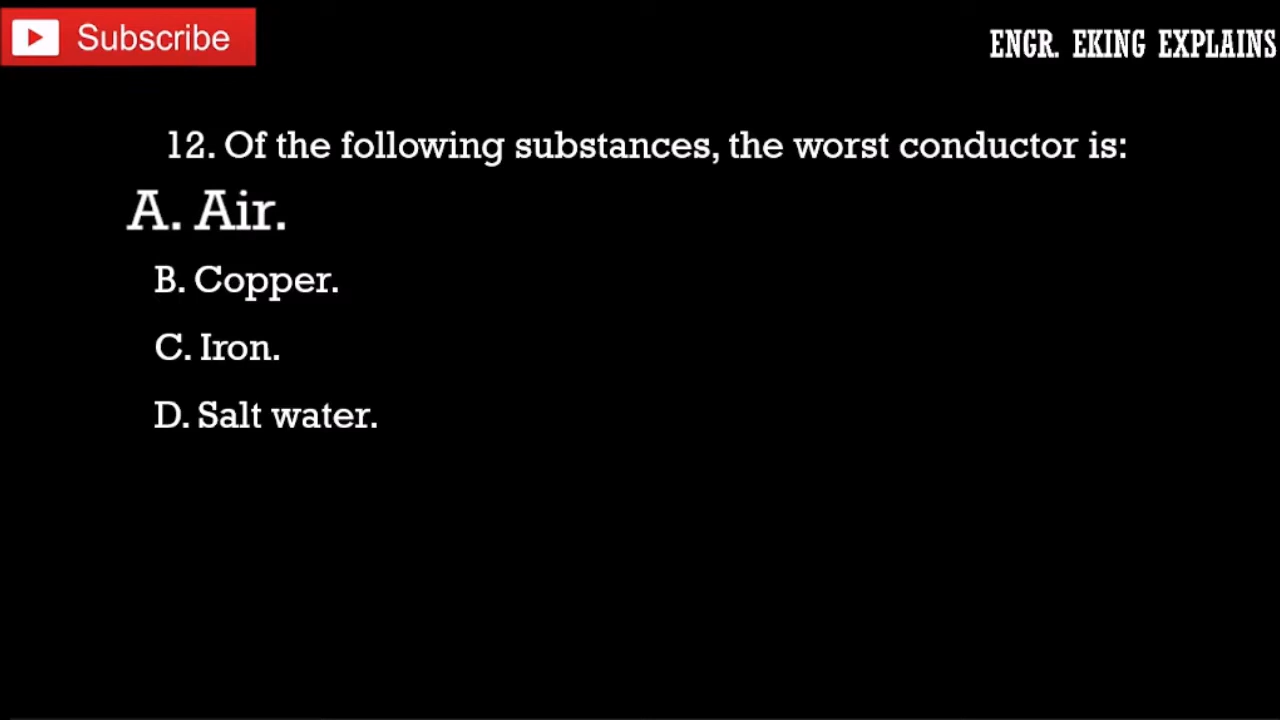 Subscribe
ENGR. EKING EXPLAINS
12. Of the following substances, the worst conductor is:
A. Air.
B. Copper.
C. Iron.
D. Salt water.